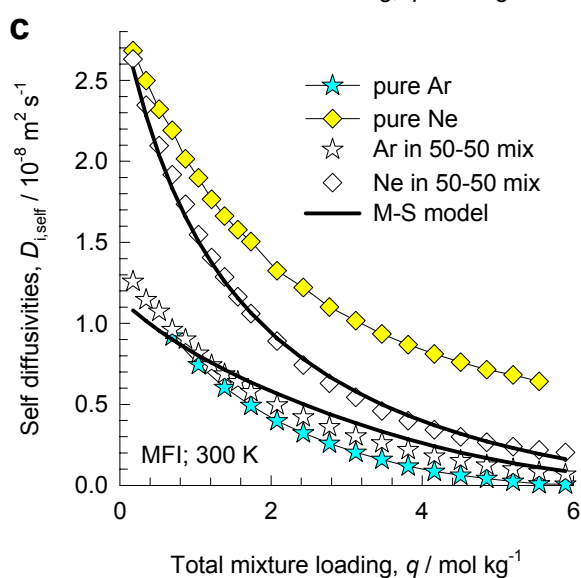 c
pure Ar
pure Ne
Ar in 50-50 mix
Ne in 50-50 mix
M-S model
2.5
2.0
1.5
1.0
0.5
0.0
Self diffusivities, D i,self / 10-8 m2 s-1
MFI; 300 K
0
2
4
6
Total mixture loading, q / mol kg-1